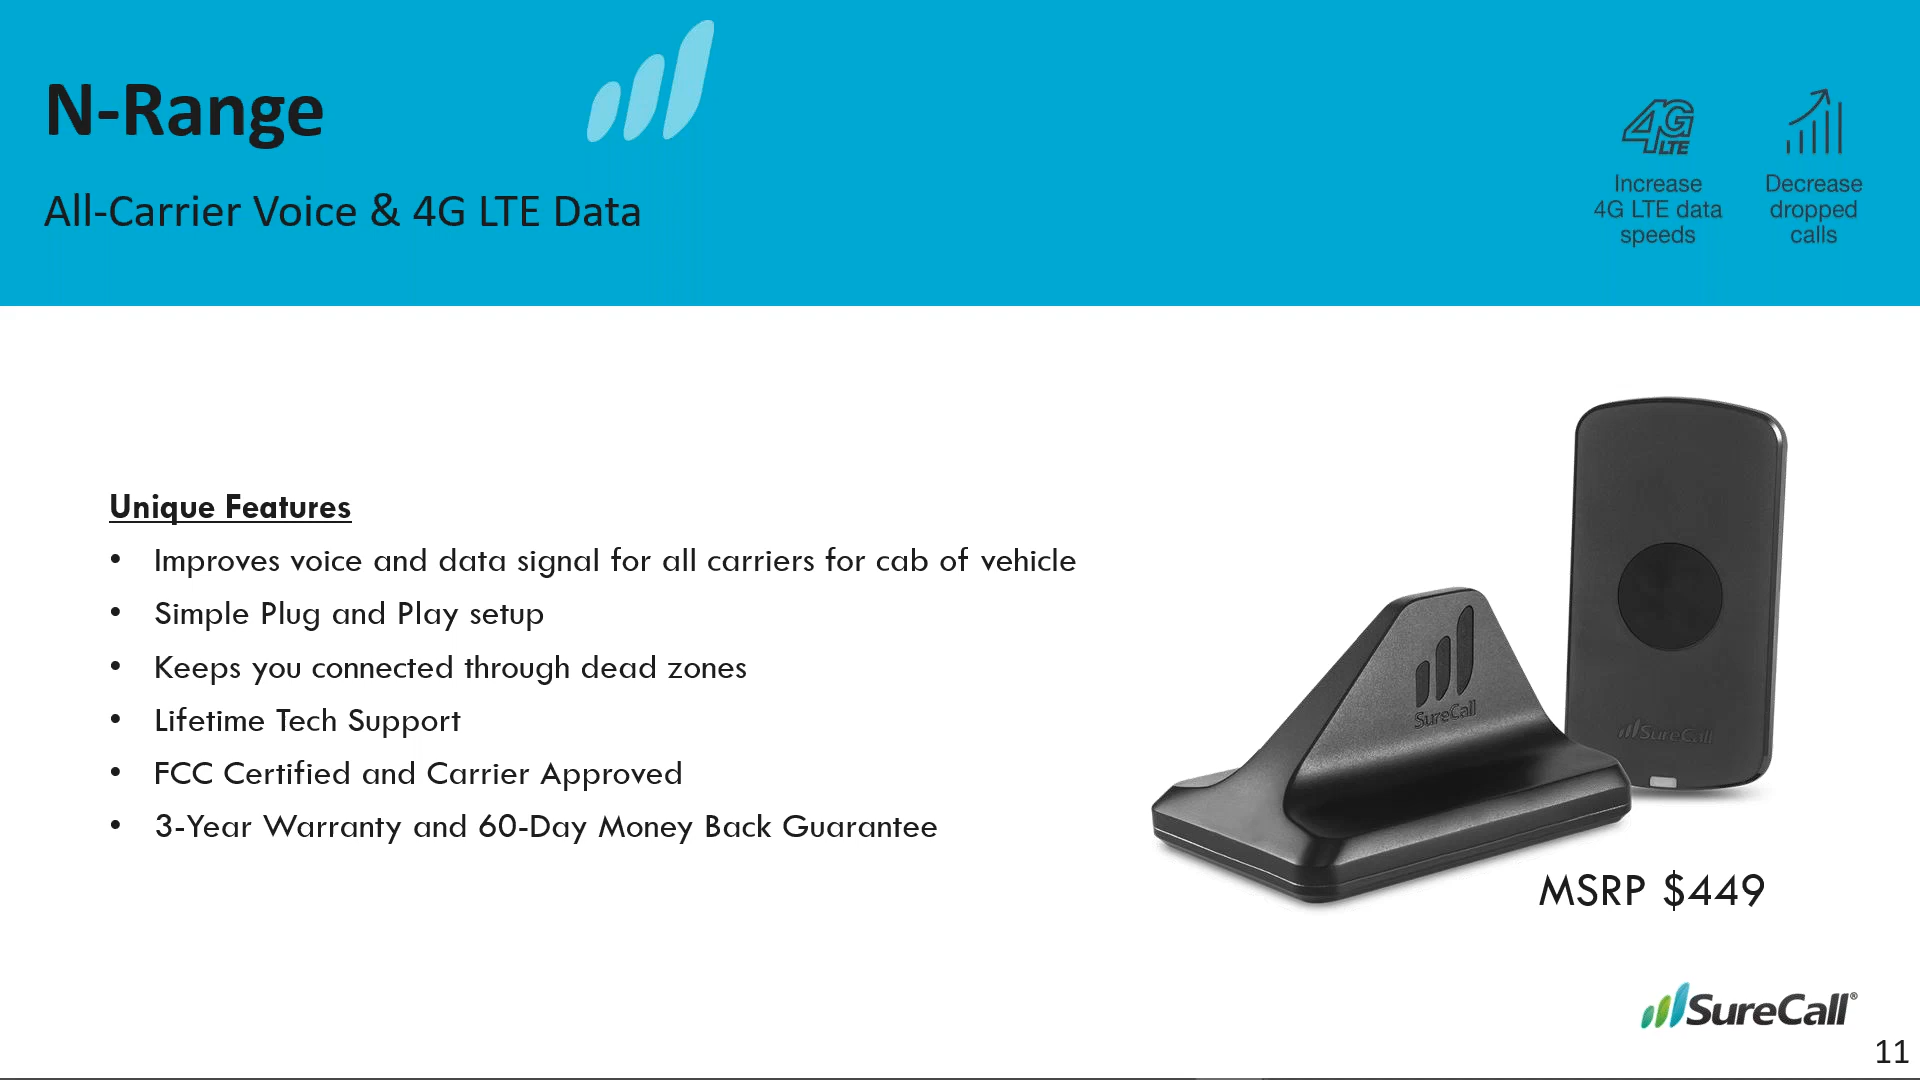 N-Range
All-Carrier Voice & 4G LTE Data
4G LTE
Increase
4G LTE data
speeds
Decrease
dropped
calls
Unique Features
• Improves voice and data signal for all carriers for cab of vehicle
• Simple Plug and Play setup
• Keeps you connected through dead zones
• Lifetime Tech Support
• FCC Certified and Carrier Approved
• 3-Year Warranty and 60-Day Money Back Guarantee
SureCall
SureCall
MSRP $449
SureCall®
11